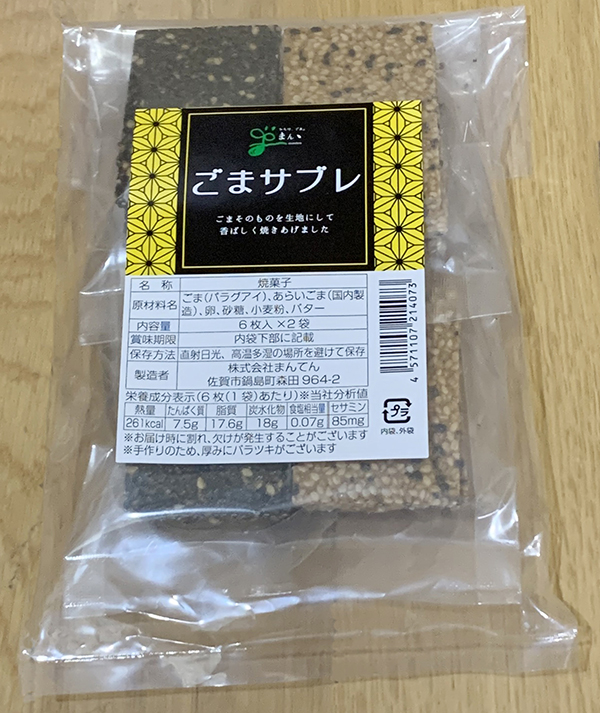 まんてん
ごまサブレ
ごまそのものを生地にして
香ばしく焼きあげました
名 称 焼菓子
原材料名 ごま(パラグアイ)、あらいごま(国内製
造)、卵、砂糖、小麦粉、バター
内容量 6枚入×2袋
賞味期限 内袋下部に記載
保存方法 直射日光、高温多湿の場所を避けて保存
製造者 株式会社まんてん
佐賀市鍋島町森田 964-2
栄養成分表示(6枚(1袋)あたり)※当社分析値
熱量 たんぱく質 脂質 炭水化物 食塩相当量 セサミン
261kcal 7.5g 17.6g 18g 0.07g 85mg
※お届け時に割れ、欠けが発生することがございます
※手作りのため、厚みにバラツキがございます
4571107214073
プラ
内袋、外袋